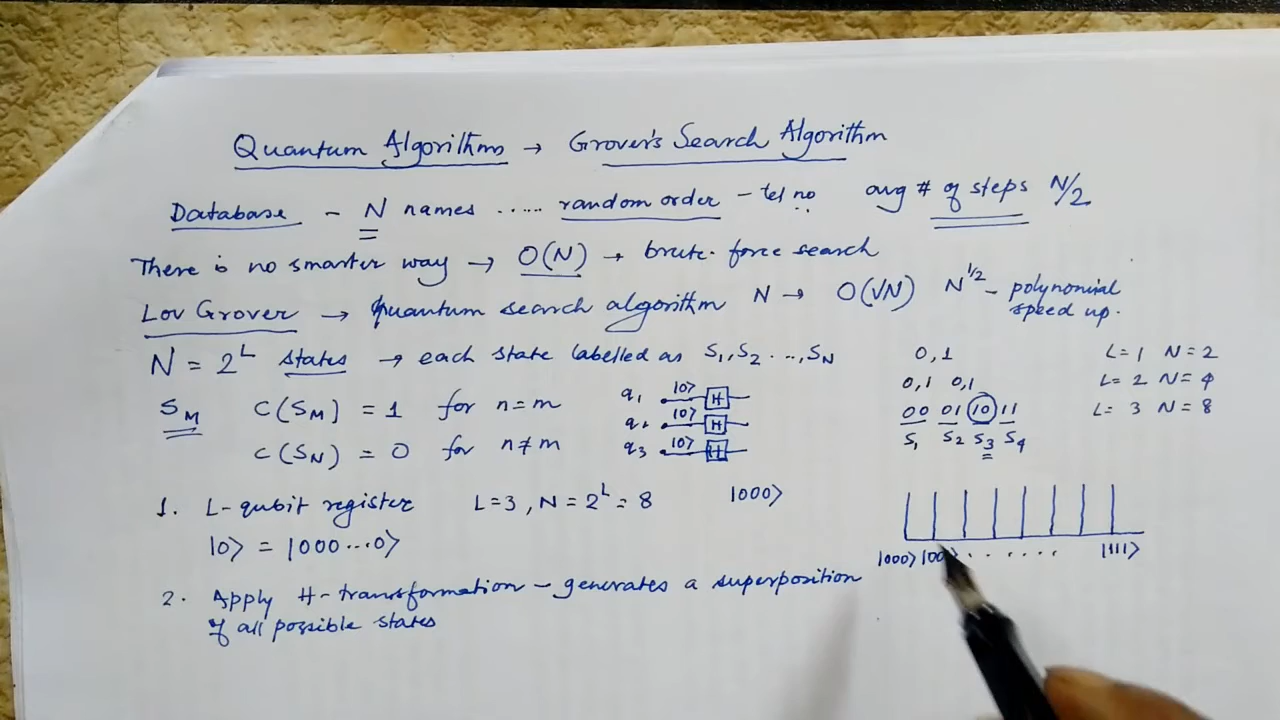 Quantum Algorithms → Grover's Search Algorithm
Database - N names ..... random order - tel no .. avg # of steps N/2
There is no smarter way → O(N) → brute-force search
Lov Grover → Quantum search algorithm N → O(√N) N^1/2 - polynomial speed up.
N = 2^L states → each state labelled as S1, S2 ..., SN
0,1
L=1 N=2
0,1 0,1
L=2 N=4
SM C(SM) = 1 for n=m
q1 |0> H
00 01 10 11
L=3 N=8
q2 |0> H
S1 S2 S3 S4
C(SN) = 0 for n≠m
q3 |0> H
1. L-qubit register L=3, N=2^L=8 |000>
|0> = |000...0>
|000> |00 ...... |111>
2. Apply H-transformation - generates a superposition
of all possible states